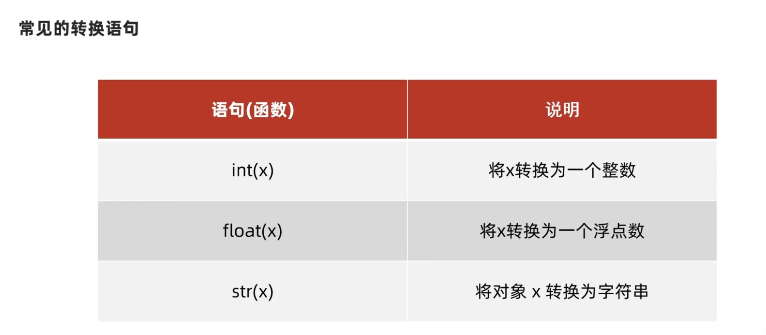 常见的转换语句
语句(函数) 说明
int(x) 将x转换为一个整数
float(x) 将x转换为一个浮点数
str(x) 将对象 x 转换为字符串